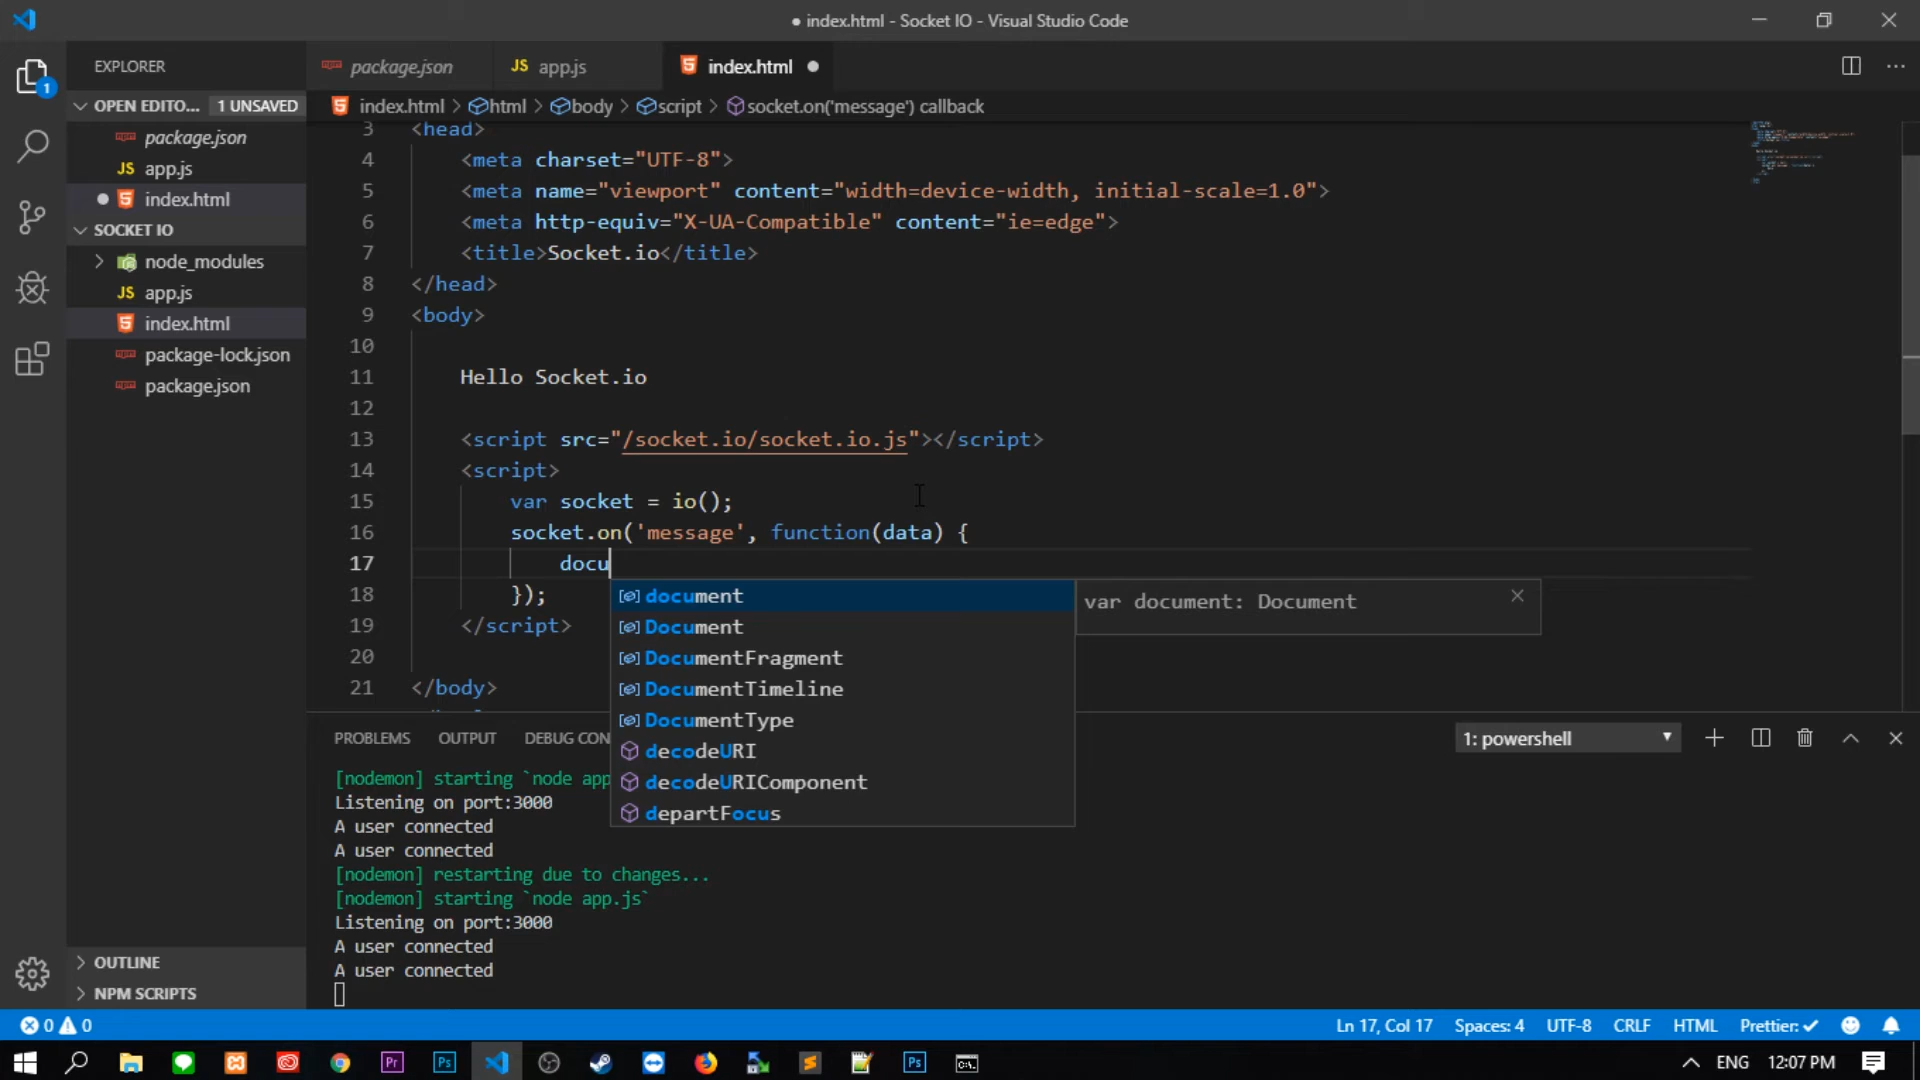 ● index.html - Socket IO - Visual Studio Code
EXPLORER
package.json
JS app.js
index.html
1
OPEN EDITO... 1 UNSAVED
index.html > html > body > script > socket.on('message') callback
package.json
JS app.js
index.html
SOCKET IO
node_modules
JS app.js
index.html
package-lock.json
package.json
3 <head>
4 <meta charset="UTF-8">
5 <meta name="viewport" content="width=device-width, initial-scale=1.0">
6 <meta http-equiv="X-UA-Compatible" content="ie=edge">
7 <title>Socket.io</title>
8 </head>
9 <body>
10
11 Hello Socket.io
12
13 <script src="/socket.io/socket.io.js"></script>
14 <script>
15 var socket = io();
16 socket.on('message', function(data) {
17 docu
18 });
19 </script>
20
21 </body>
document
Document
DocumentFragment
DocumentTimeline
DocumentType
decodeURI
decodeURIComponent
departFocus
var document: Document
PROBLEMS OUTPUT DEBUG CON
1: powershell
[nodemon] starting `node app
Listening on port:3000
A user connected
A user connected
[nodemon] restarting due to changes...
[nodemon] starting `node app.js`
Listening on port:3000
A user connected
A user connected
OUTLINE
NPM SCRIPTS
0 0
Ln 17, Col 17 Spaces: 4 UTF-8 CRLF HTML Prettier: ✓
Pr Ps Ps
ENG 12:07 PM